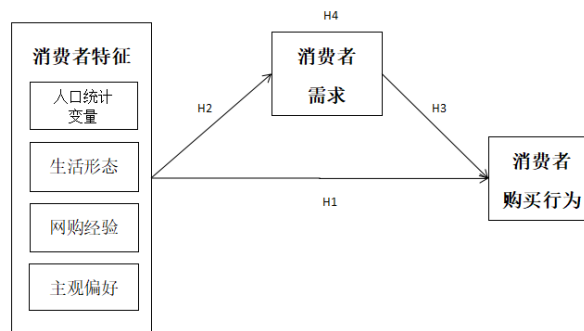 消费者特征
人口统计
变量
生活形态
网购经验
主观偏好
H2
H4
消费者
需求
H3
H1
消费者
购买行为